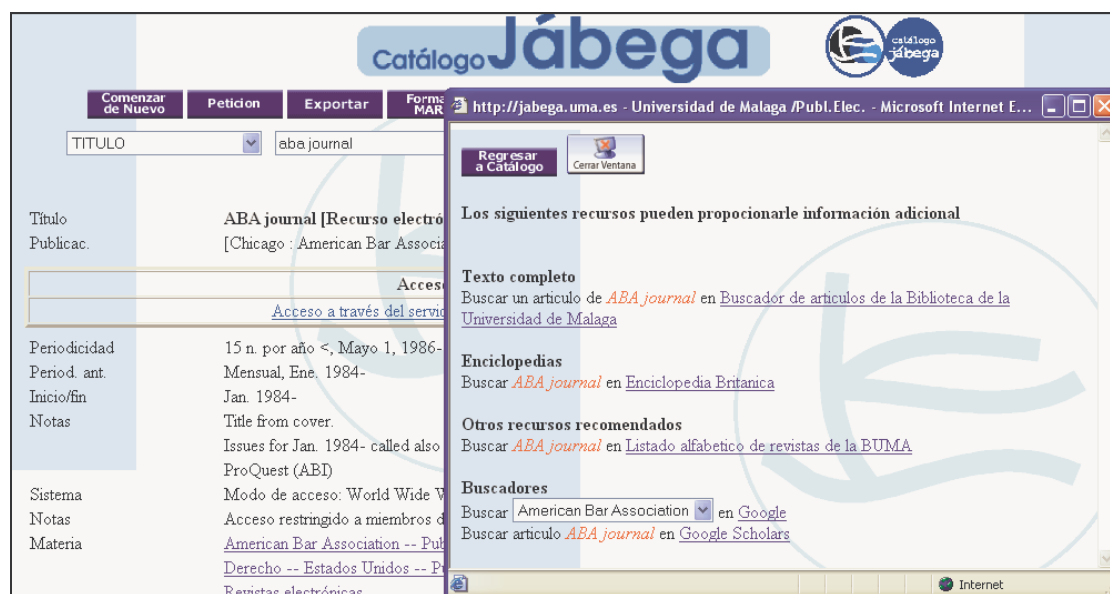 Catálogo Jábega
catálogo
jábega
Comenzar
de Nuevo
Peticion
Exportar
TITULO
aba journal
Título ABA journal [Recurso
Publicac. [Chicago : American Bar
Acceso a través del
Periodicidad 15 n. por año <, Mayo 1, 1986-
Period. ant. Mensual, Ene. 1984-
Inicio/fin Jan. 1984-
Notas Title from cover.
Issues for Jan. 1984- called also
ProQuest (ABI)
Sistema Modo de acceso: World Wide
Notas Acceso restringido a miembros
Materia American Bar Association --
Derecho -- Estados Unidos --
Revistas electrónicas
http://jabega.uma.es - Universidad de Malaga /Publ.Elec. - Microsoft Internet E...
Regresar
a Catálogo
Cerrar Ventana
Los siguientes recursos pueden propocionarle información adicional
Texto completo
Buscar un articulo de ABA journal en Buscador de articulos de la Biblioteca de la
Universidad de Malaga
Enciclopedias
Buscar ABA journal en Enciclopedia Britanica
Otros recursos recomendados
Buscar ABA journal en Listado alfabetico de revistas de la BUMA
Buscadores
Buscar American Bar Association en Google
Buscar articulo ABA journal en Google Scholars
Internet